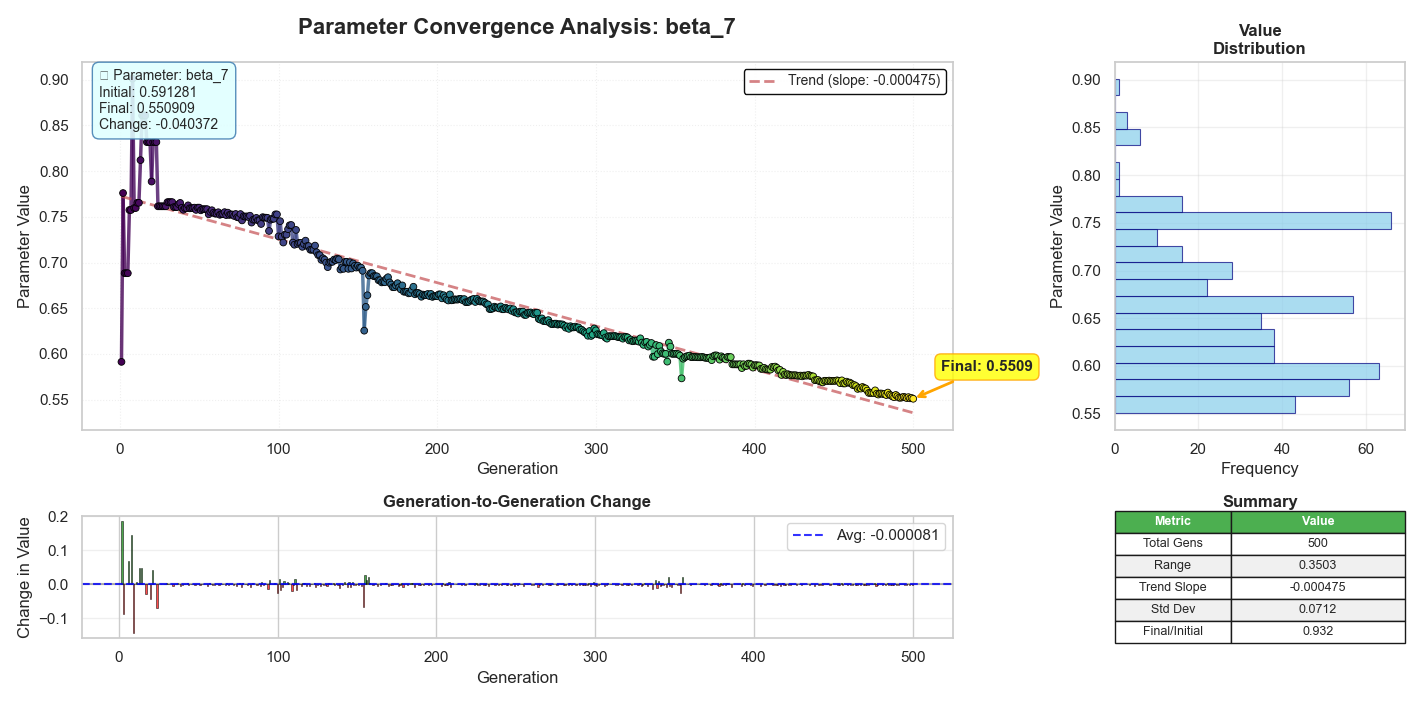 Parameter Convergence Analysis: beta_7
Parameter: beta_7
Initial: 0.591281
Final: 0.550909
Change: -0.040372
Trend (slope: -0.000475)
Final: 0.5509
0.90
0.85
0.80
0.75
0.70
0.65
0.60
0.55
Parameter Value
0
100
200
300
400
500
Generation
Value
Distribution
0.90
0.85
0.80
0.75
0.70
0.65
0.60
0.55
Parameter Value
0
20
40
60
Frequency
Generation-to-Generation Change
Avg: -0.000081
0.2
0.1
0.0
−0.1
Change in Value
0
100
200
300
400
500
Generation
Summary
Metric Value
Total Gens 500
Range 0.3503
Trend Slope -0.000475
Std Dev 0.0712
Final/Initial 0.932